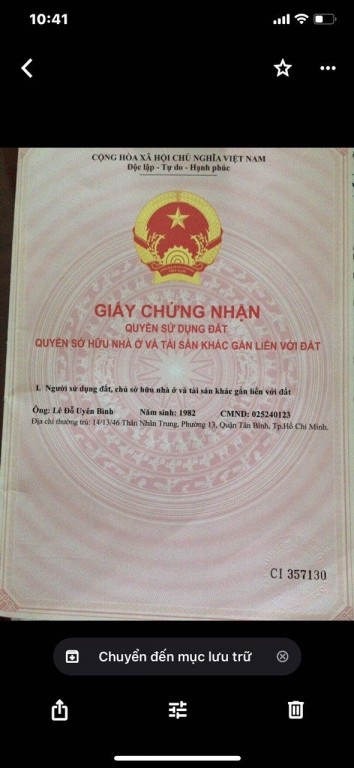 10:41
CỘNG HÒA XÃ HỘI CHỦ NGHĨA VIỆT NAM
Độc lập - Tự do - Hạnh phúc
GIẤY CHỨNG NHẬN
QUYỀN SỬ DỤNG ĐẤT
QUYỀN SỞ HỮU NHÀ Ở VÀ TÀI SẢN KHÁC GẮN LIỀN VỚI ĐẤT
I. Người sử dụng đất, chủ sở hữu nhà ở và tài sản khác gắn liền với đất
Ông: Lê Đỗ Uyên Bình Năm sinh: 1982 CMND: 025240123
Địa chỉ thường trú: 14/13/46 Thân Nhân Trung, Phường 13, Quận Tân Bình, Tp.Hồ Chí Minh.
CI 357130
Chuyển đến mục lưu trữ